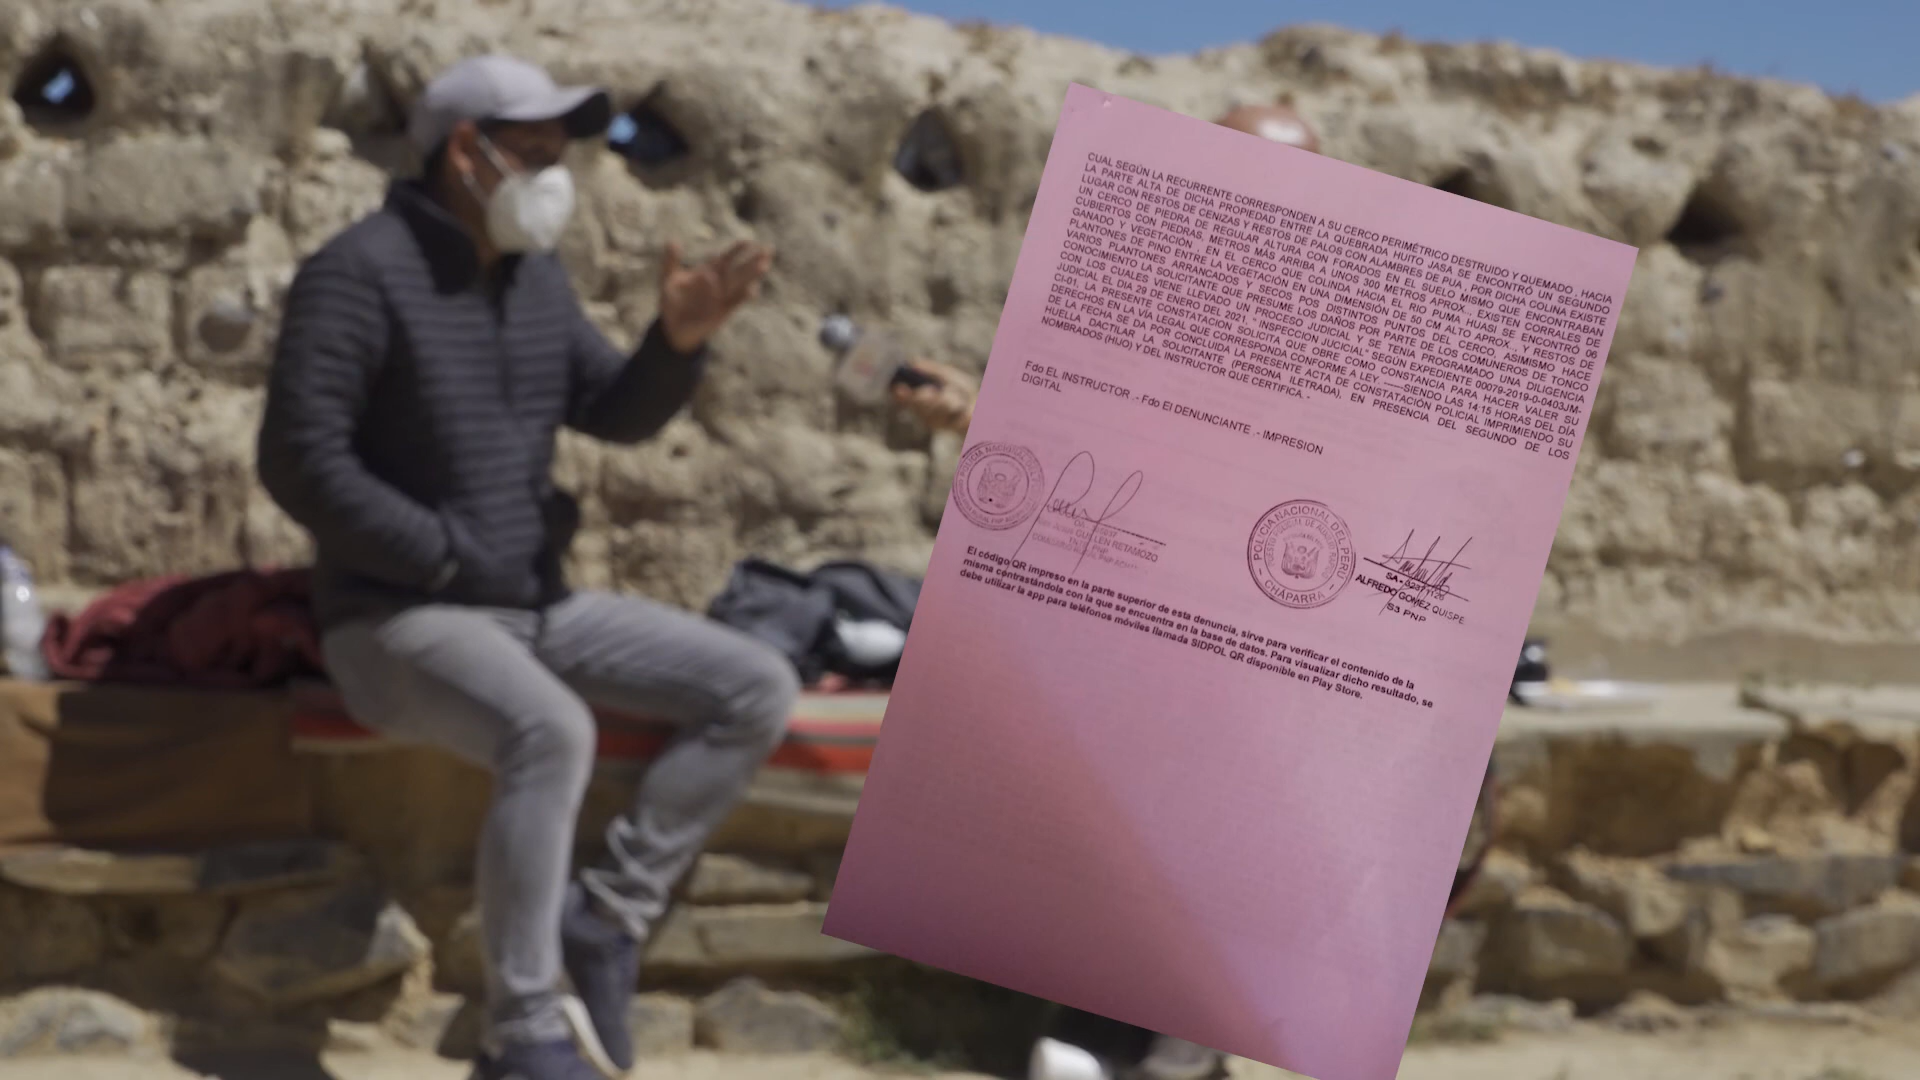 CUAL SEGÚN LA RECURRENTE CORRESPONDEN A SU CERCO PERIMÉTRICO DESTRUIDO Y QUEMADO . HACIA
LA PARTE ALTA DE DICHA PROPIEDAD ENTRE LA QUEBRADA HUITO JASA SE ENCONTRÓ UN SEGUNDO
LUGAR CON RESTOS DE CENIZAS Y RESTOS DE PALOS CON ALAMBRES DE PUA , POR DICHA COLINA EXISTE
UN CERCO DE PIEDRA DE REGULAR ALTURA CON FORADOS EN EL SUELO MISMO QUE ENCONTRABAN
CUBIERTOS CON PIEDRAS, METROS MÁS ARRIBA A UNOS 300 METROS APROX., EXISTEN CORRALES DE
GANADO Y VEGETACIÓN . EN EL CERCO QUE COLINDA HACIA EL RIO PUMA HUASI SE ENCONTRÓ 06
PLANTONES DE PINO ENTRE LA VEGETACIÓN EN UNA DIMENSIÓN DE 50 CM ALTO APROX., Y RESTOS DE
VARIOS PLANTONES ARRANCADOS Y SECOS POS DISTINTOS PUNTOS DEL CERCO, ASIMISMO HACE
CONOCIMIENTO LA SOLICITANTE QUE PRESUME LOS DAÑOS POR PARTE DE LOS COMUNEROS DE TONCO
CON LOS CUALES VIENE LLEVADO UN PROCESO JUDICIAL Y SE TENIA PROGRAMADO UNA DILIGENCIA
JUDICIAL EL DIA 29 DE ENERO DEL 2021, " INSPECCION JUDICIAL" SEGÚN EXPEDIENTE 00079-2019-0-0403JM-
CI-01, LA PRESENTE CONSTATACION SOLICITA QUE OBRE COMO CONSTANCIA PARA HACER VALER SU
DERECHOS EN LA VÍA LEGAL QUE CORRESPONDA CONFORME A LEY. -------SIENDO LAS 14:15 HORAS DEL DÍA
DE LA FECHA SE DA POR CONCLUIDA LA PRESENTE ACTA DE CONSTATACIÓN POLICIAL IMPRIMIENDO SU
HUELLA DACTILAR LA SOLICITANTE (PERSONA ILETRADA), EN PRESENCIA DEL SEGUNDO DE LOS
NOMBRADOS (HIJO) Y DEL INSTRUCTOR QUE CERTIFICA. -
Fdo EL INSTRUCTOR .- Fdo El DENUNCIANTE .- IMPRESION
DIGITAL
POLICIA NACIONAL DEL PERU
CHAPARRA
GUILLEN RETAMOZO
ALFREDO GOMEZ QUISPE
S3 PNP
El código QR impreso en la parte superior de esta denuncia, sirve para verificar el contenido de la
misma contrastándola con la que se encuentra en la base de datos. Para visualizar dicho resultado, se
debe utilizar la app para teléfonos móviles llamada SIDPOL QR disponible en Play Store.